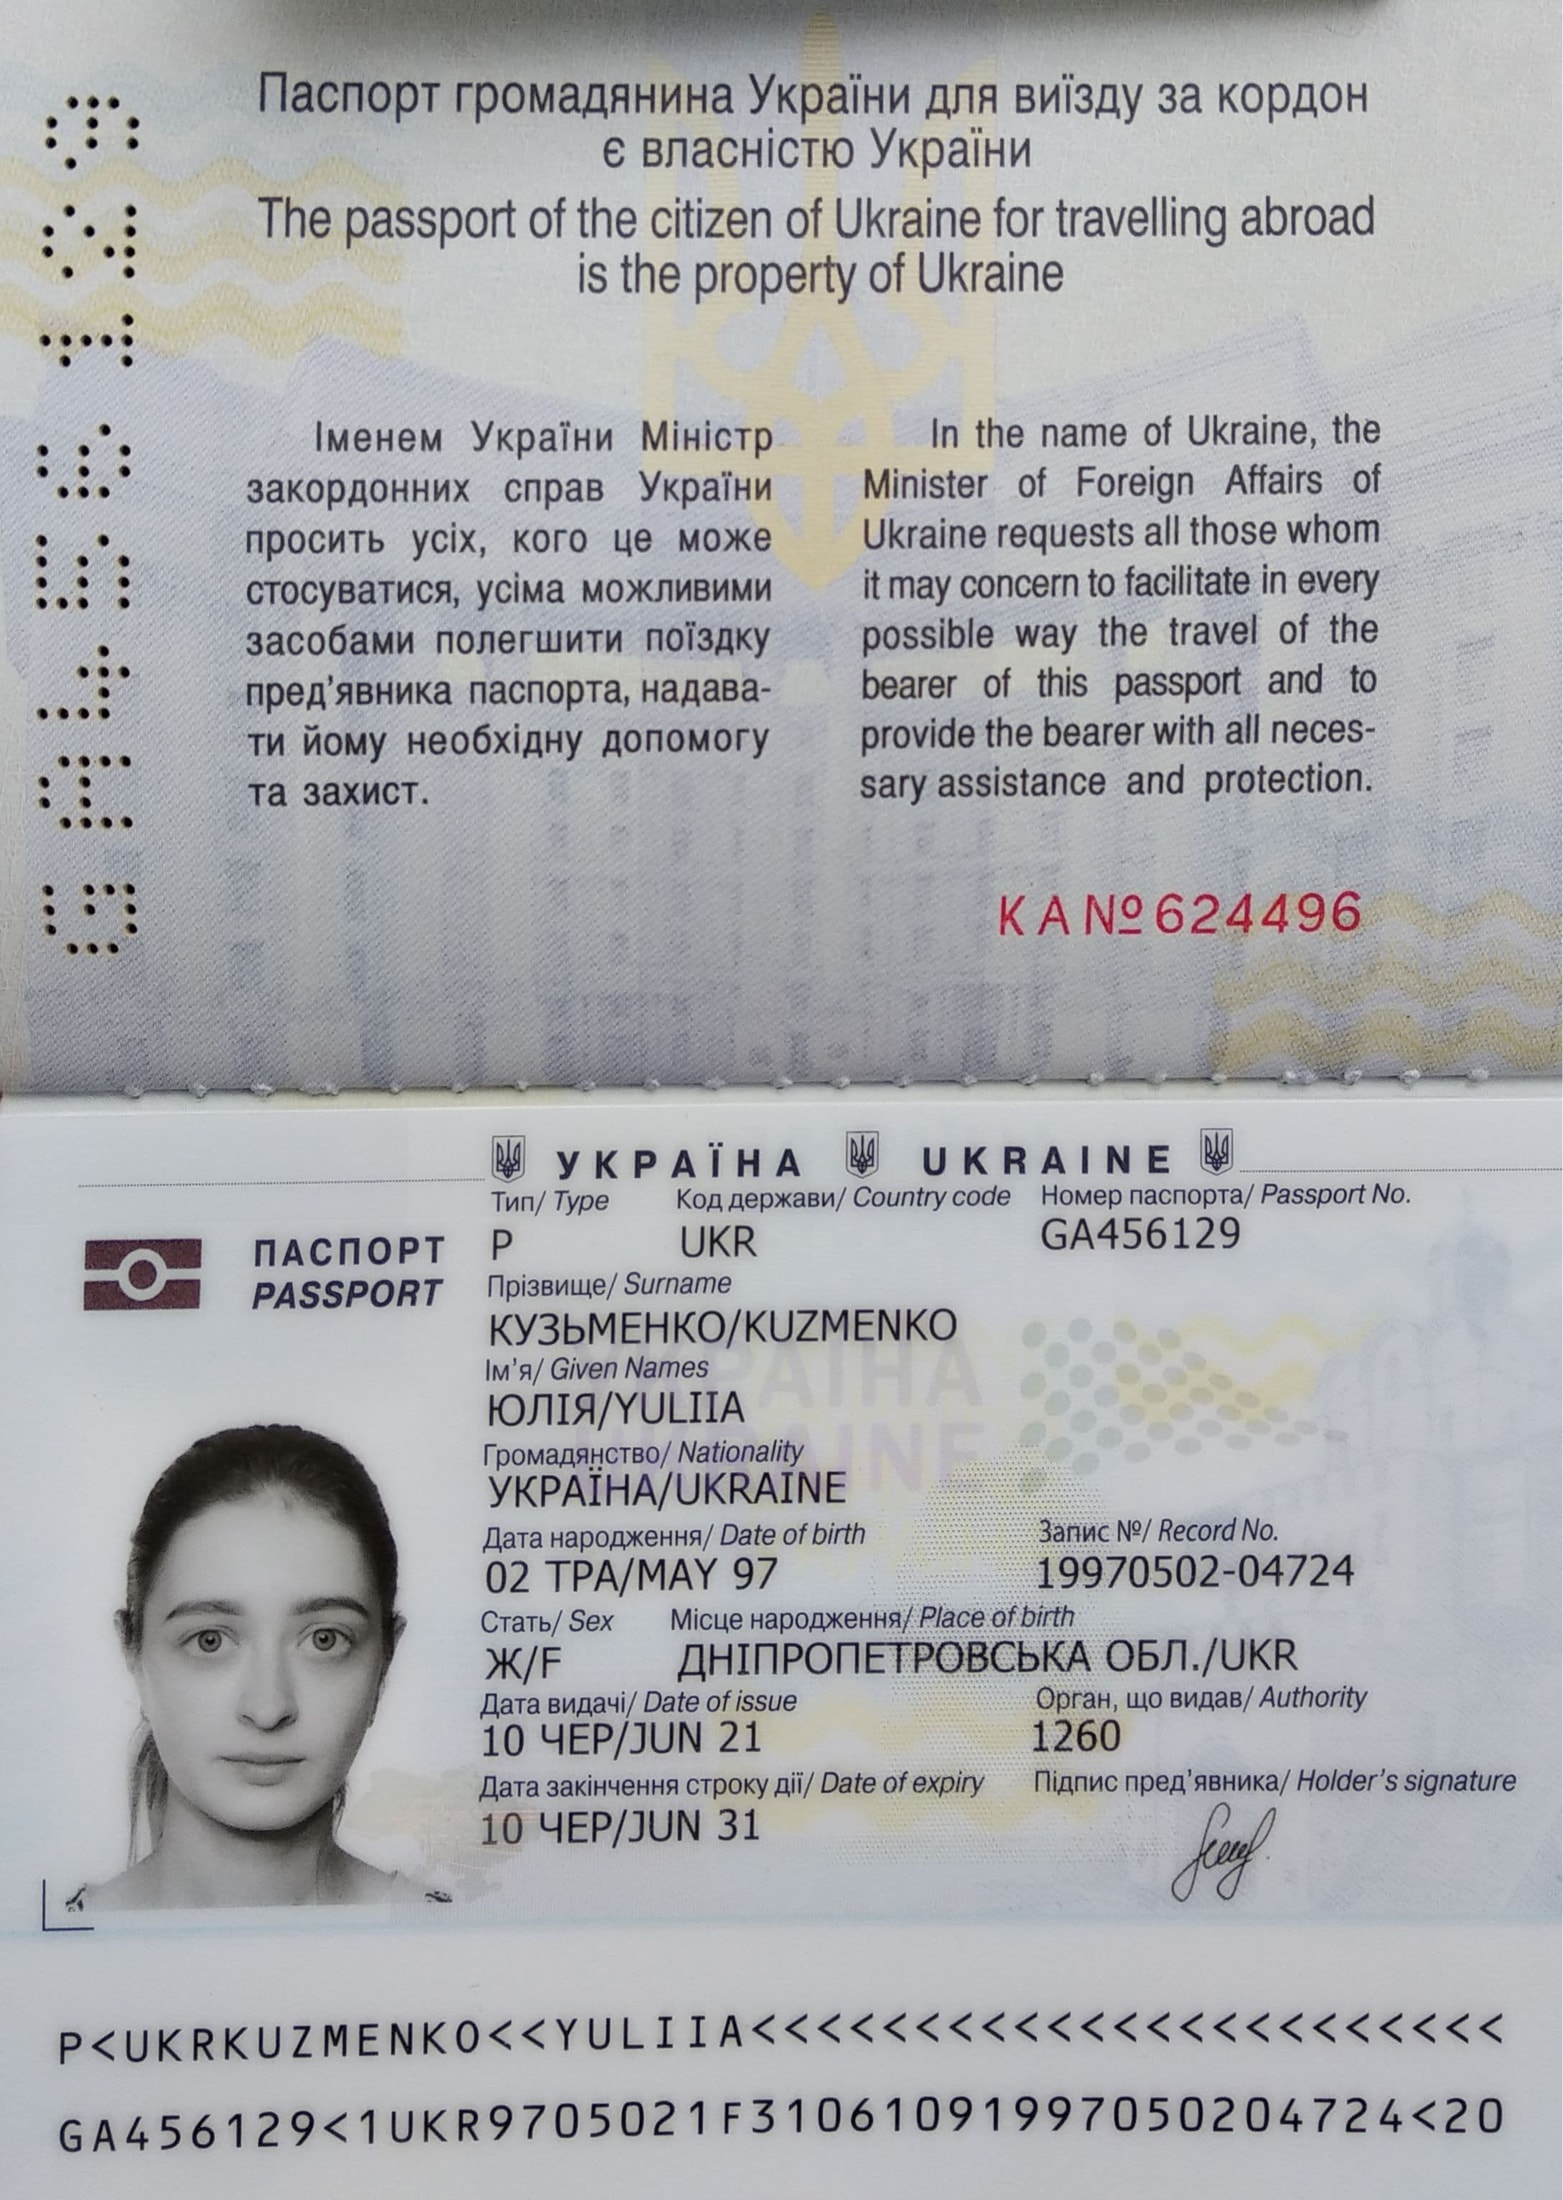 Паспорт громадянина України для виїзду за кордон
є власністю України
The passport of the citizen of Ukraine for travelling abroad
is the property of Ukraine
Іменем України Міністр
закордонних справ України
просить усіх, кого це може
стосуватися, усіма можливими
засобами полегшити поїздку
пред’явника паспорта, надава-
ти йому необхідну допомогу
та захист.
In the name of Ukraine, the
Minister of Foreign Affairs of
Ukraine requests all those whom
it may concern to facilitate in every
possible way the travel of the
bearer of this passport and to
provide the bearer with all neces-
sary assistance and protection.
КА№624496
УКРАЇНА UKRAINE
Тип/ Type Код держави/ Country code Номер паспорта/ Passport No.
P UKR GA456129
ПАСПОРТ
PASSPORT
Прізвище/ Surname
КУЗЬМЕНКО/KUZMENKO
Ім’я/ Given Names
ЮЛІЯ/YULIIA
Громадянство/ Nationality
УКРАЇНА/UKRAINE
Дата народження/ Date of birth Запис №/ Record No.
02 ТРА/MAY 97 19970502-04724
Стать/ Sex Місце народження/ Place of birth
Ж/F ДНІПРОПЕТРОВСЬКА ОБЛ./UKR
Дата видачі/ Date of issue Орган, що видав/ Authority
10 ЧЕР/JUN 21 1260
Дата закінчення строку дії/ Date of expiry Підпис пред’явника/ Holder’s signature
10 ЧЕР/JUN 31
P<UKRKUZMENKO<<YULIIA<<<<<<<<<<<<<<<<<<<<<<<
GA456129<1UKR9705021F31061091997050204724<20